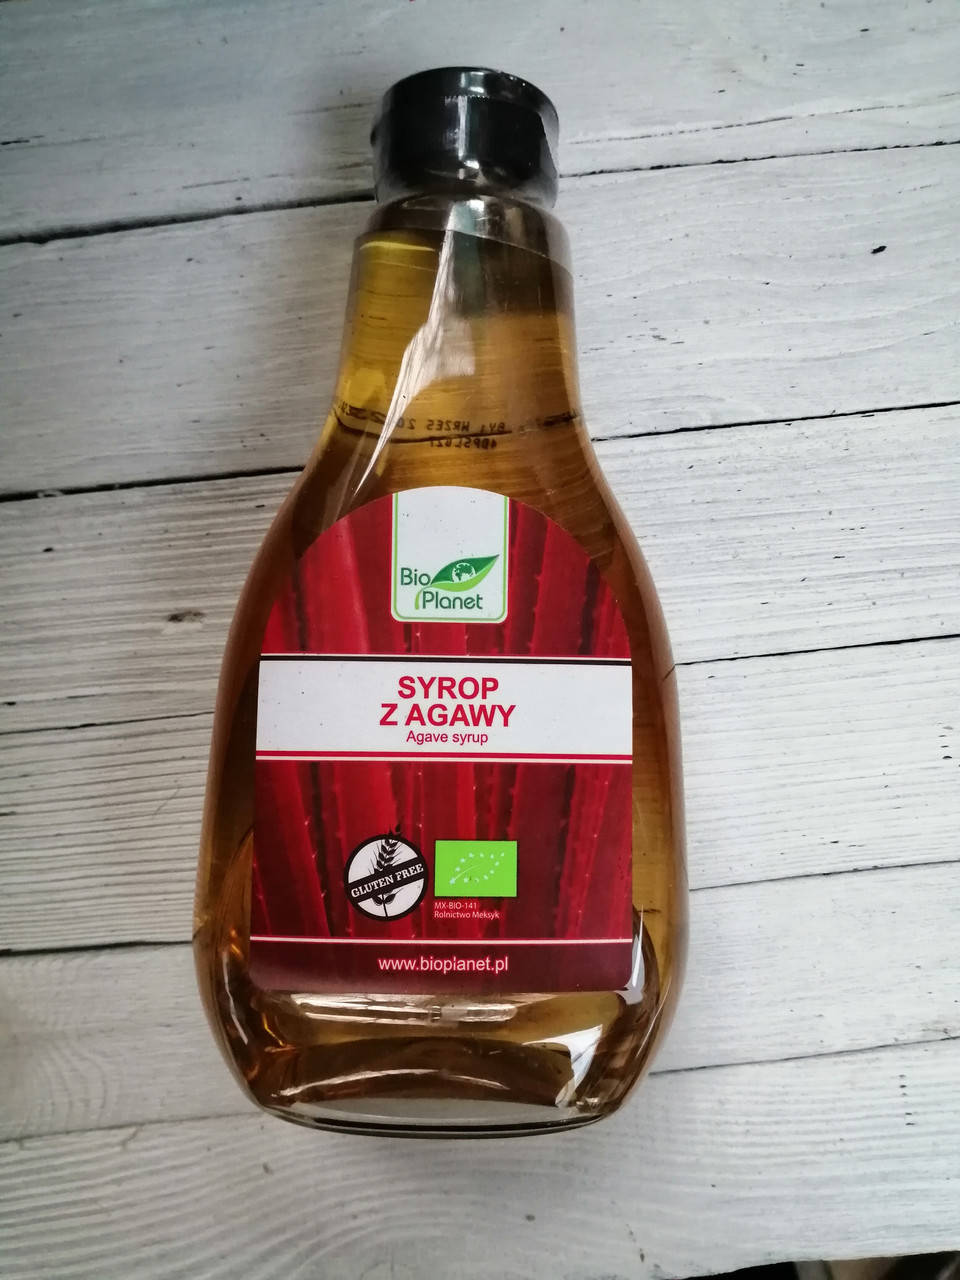 Bio
Planet
SYROP
Z AGAWY
Agave syrup
GLUTEN FREE
MX-BIO-141
Rolnictwo Meksyk
www.bioplanet.pl